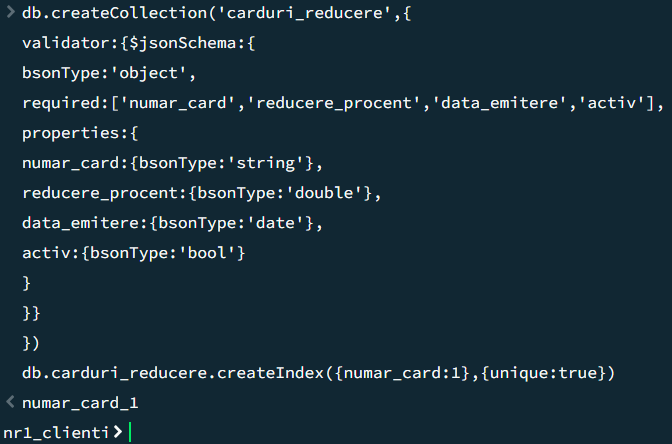 > db.createCollection('carduri_reducere',{
validator:{$jsonSchema:{
bsonType:'object',
required:['numar_card','reducere_procent','data_emitere','activ'],
properties:{
numar_card:{bsonType:'string'},
reducere_procent:{bsonType:'double'},
data_emitere:{bsonType:'date'},
activ:{bsonType:'bool'}
}
}}
})
db.carduri_reducere.createIndex({numar_card:1},{unique:true})
< numar_card_1
nr1_clienti>